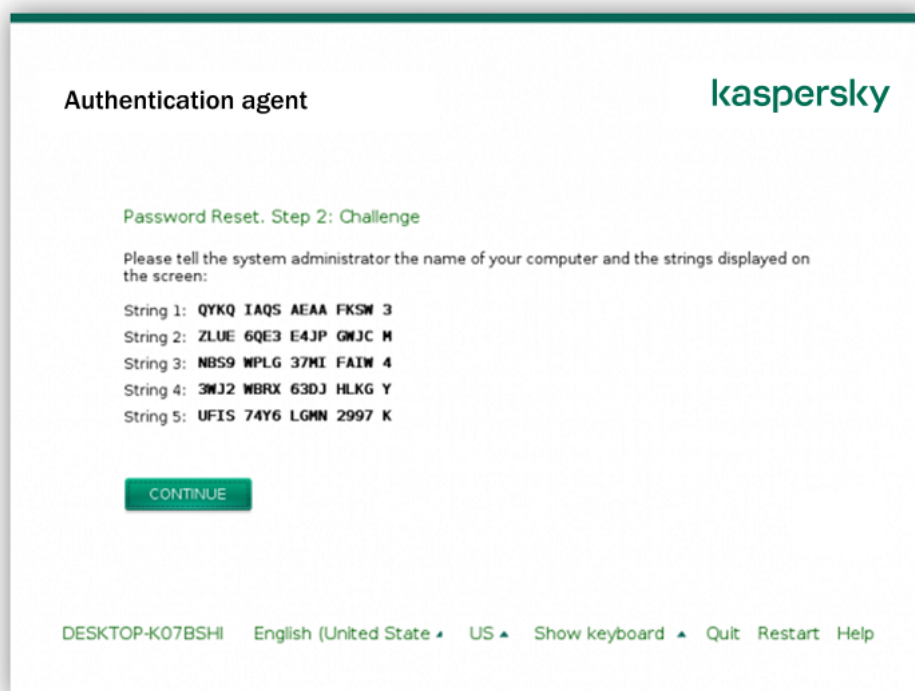 Authentication agent
kaspersky
Password Reset. Step 2: Challenge
Please tell the system administrator the name of your computer and the strings displayed on
the screen:
String 1: QYKQ IAQS AEAA FKSW 3
String 2: ZLUE 6QE3 E4JP GWJC M
String 3: NBS9 WPLG 37MI FAIW 4
String 4: 3WJ2 WBRX 63DJ HLKG Y
String 5: UFIS 74Y6 LGMN 2997 K
CONTINUE
DESKTOP-K07BSHI English (United State US Show keyboard Quit Restart Help